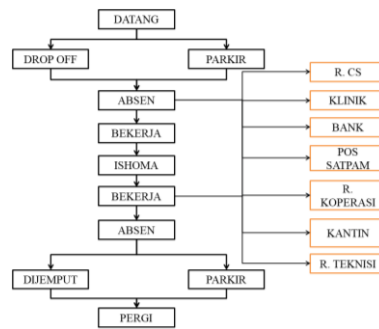 DATANG
DROP OFF
PARKIR
ABSEN
BEKERJA
ISHOMA
BEKERJA
ABSEN
DIJEMPUT
PARKIR
PERGI
R. CS
KLINIK
BANK
POS
SATPAM
R.
KOPERASI
KANTIN
R. TEKNISI